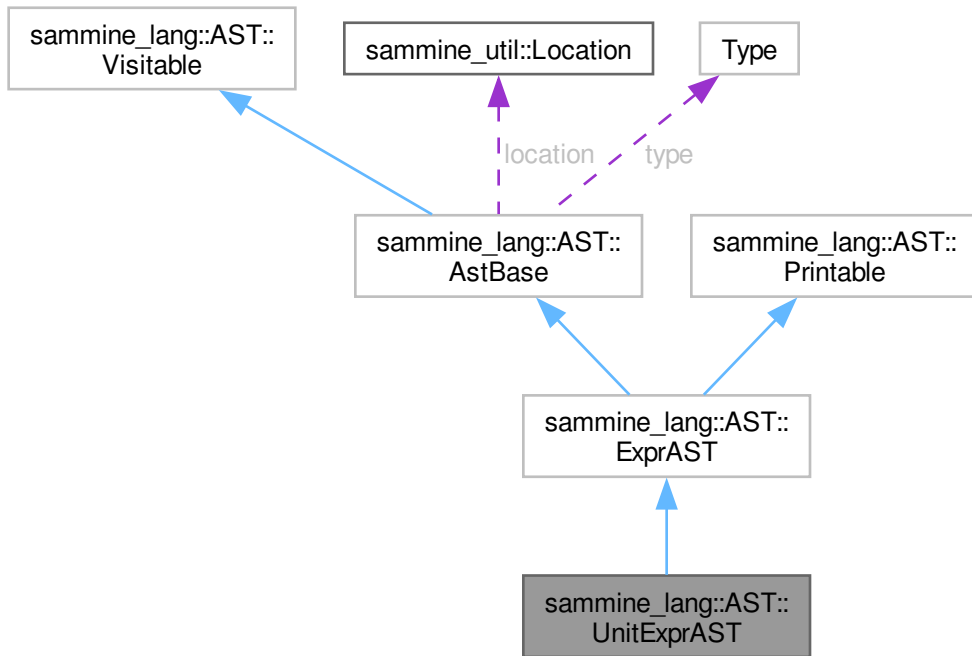 sammine_lang::AST::
Visitable
sammine_util::Location
Type
location
type
sammine_lang::AST::
AstBase
sammine_lang::AST::
Printable
sammine_lang::AST::
ExprAST
sammine_lang::AST::
UnitExprAST